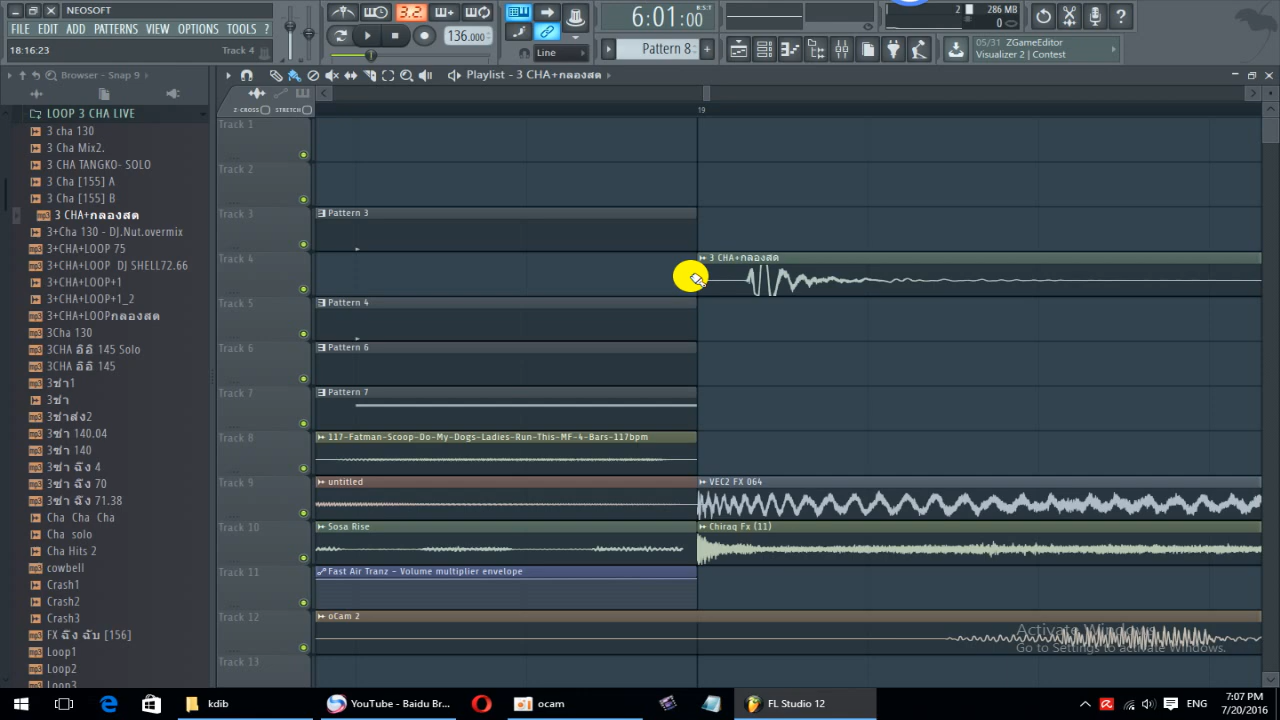 NEOSOFT
FILE EDIT ADD PATTERNS VIEW OPTIONS TOOLS ?
18:16:23 Track 4
3.2
136.000
6:01:00
B:S:T
Line
Pattern 8
2
286 MB
0
05/31 ZGameEditor
Visualizer 2 | Contest
Browser - Snap 9
Playlist - 3 CHA+กลองสด
Z-CROSS STRETCH
19
LOOP 3 CHA LIVE
3 cha 130
3 Cha Mix2.
3 CHA TANGKO- SOLO
3 Cha [155] A
3 Cha [155] B
3 CHA+กลองสด
3+Cha 130 - DJ.Nut.overmix
3+CHA+LOOP 75
3+CHA+LOOP DJ SHELL72.66
3+CHA+LOOP+1
3+CHA+LOOP+1_2
3+CHA+LOOPกลองสด
3Cha 130
3CHA อิอิ 145 Solo
3CHA อิอิ 145
3ช่า1
3ช่า
3ช่าส่ง2
3ช่า 140.04
3ช่า 140
3ช่า ฉิ่ง 4
3ช่า ฉิ่ง 70
3ช่า ฉิ่ง 71.38
Cha Cha Cha
Cha solo
Cha Hits 2
cowbell
Crash1
Crash2
Crash3
FX ฉิ่ง ฉับ [156]
Loop1
Loop2
Loop3
Track 1
Track 2
Track 3
Pattern 3
Track 4
3 CHA+กลองสด
Track 5
Pattern 4
Track 6
Pattern 6
Track 7
Pattern 7
Track 8
117-Fatman-Scoop-Do-My-Dogs-Ladies-Run-This-MF-4-Bars-117bpm
Track 9
untitled
VEC2 FX 064
Track 10
Sosa Rise
Chiraq Fx (11)
Track 11
Fast Air Tranz - Volume multiplier envelope
Track 12
oCam 2
Track 13
Activate Windows
Go to Settings to activate Windows.
kdib
YouTube - Baidu Br...
ocam
FL Studio 12
ENG
7:07 PM
7/20/2016